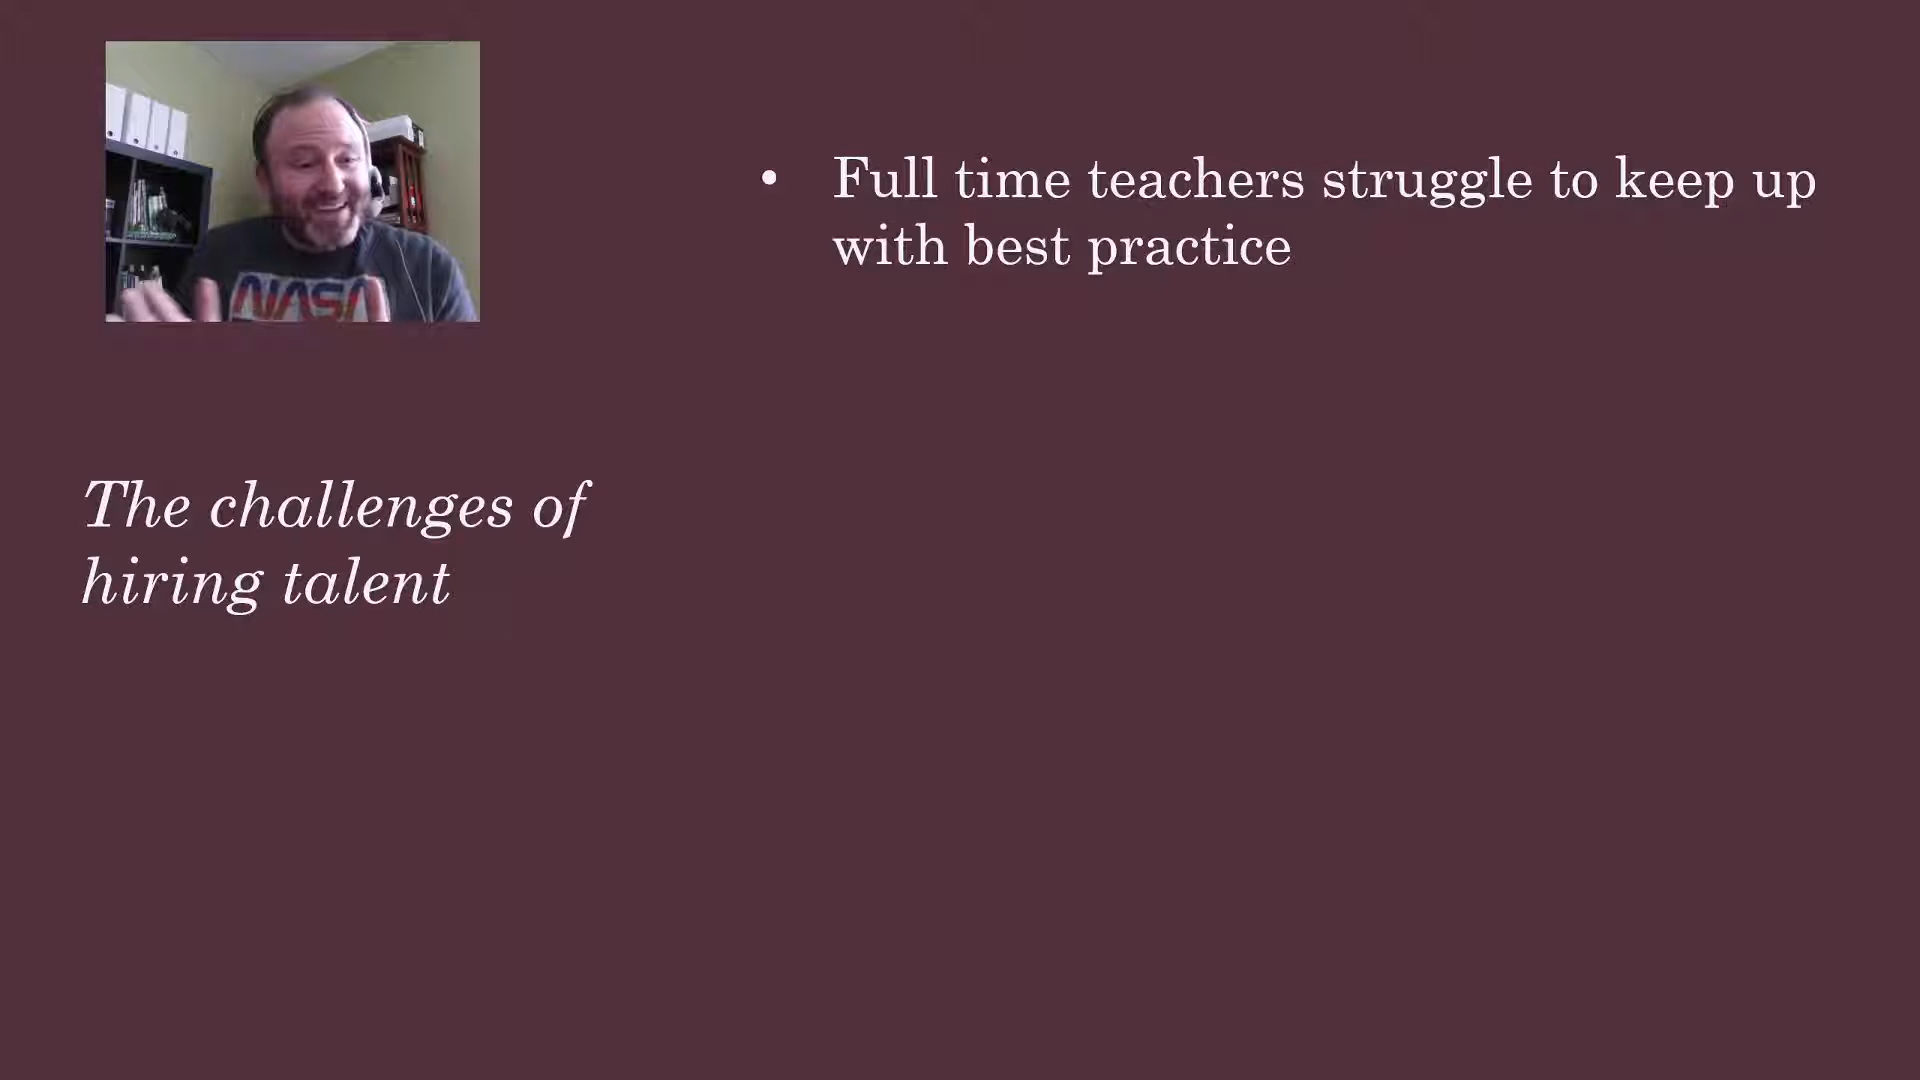 NASA
• Full time teachers struggle to keep up
with best practice
The challenges of
hiring talent